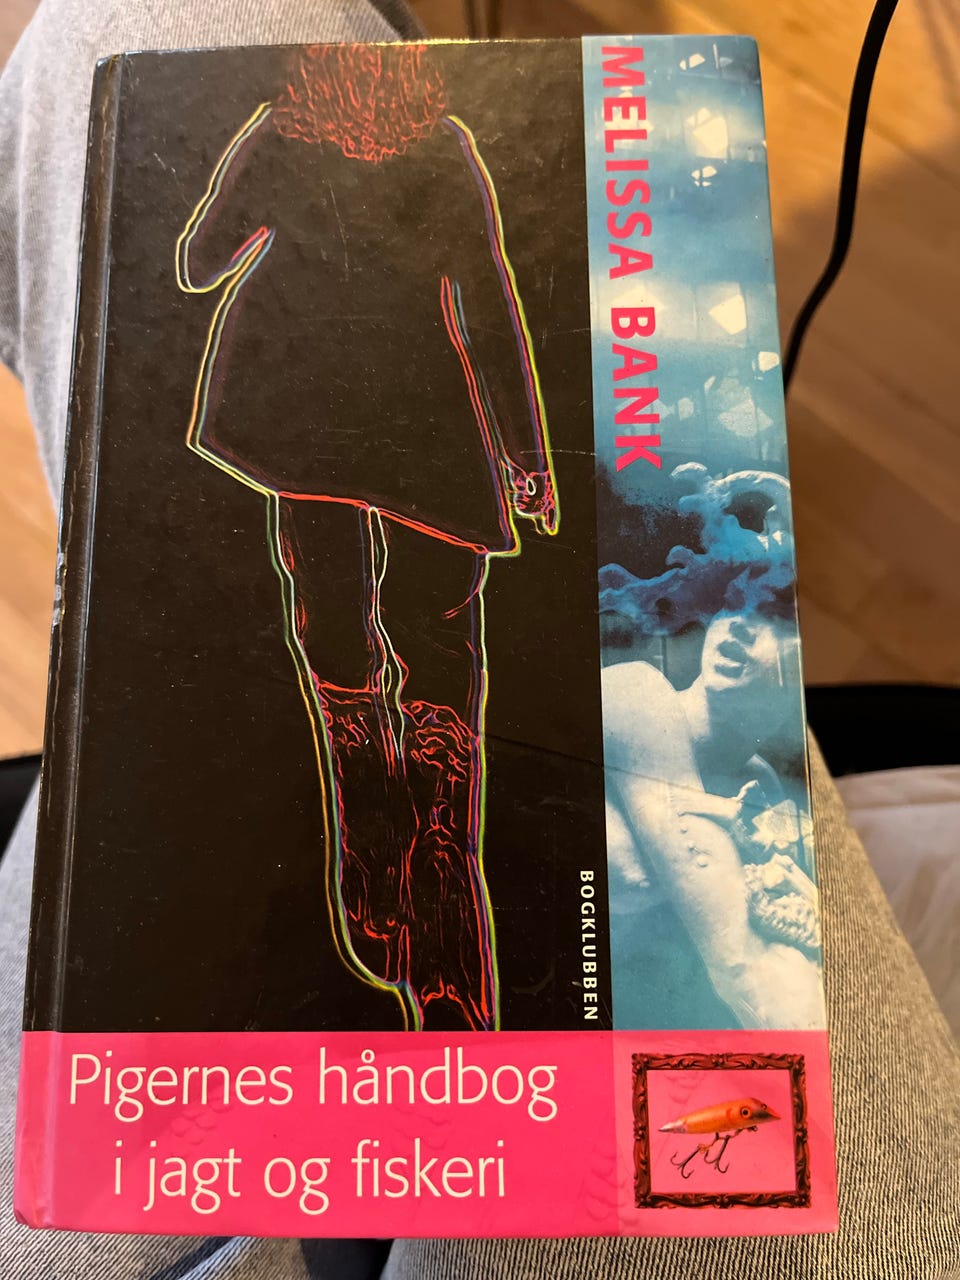 MELISSA BANK
BOGKLUBBEN
Pigernes håndbog
i jagt og fiskeri